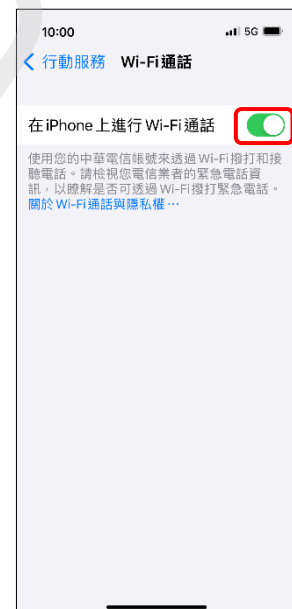 10:00 5G
行動服務 Wi-Fi通話
在iPhone上進行Wi-Fi通話
使用您的中華電信帳號來透過Wi-Fi撥打和接
聽電話。請檢視您電信業者的緊急電話資
訊，以瞭解是否可透過Wi-Fi撥打緊急電話。
關於Wi-Fi通話與隱私權⋯